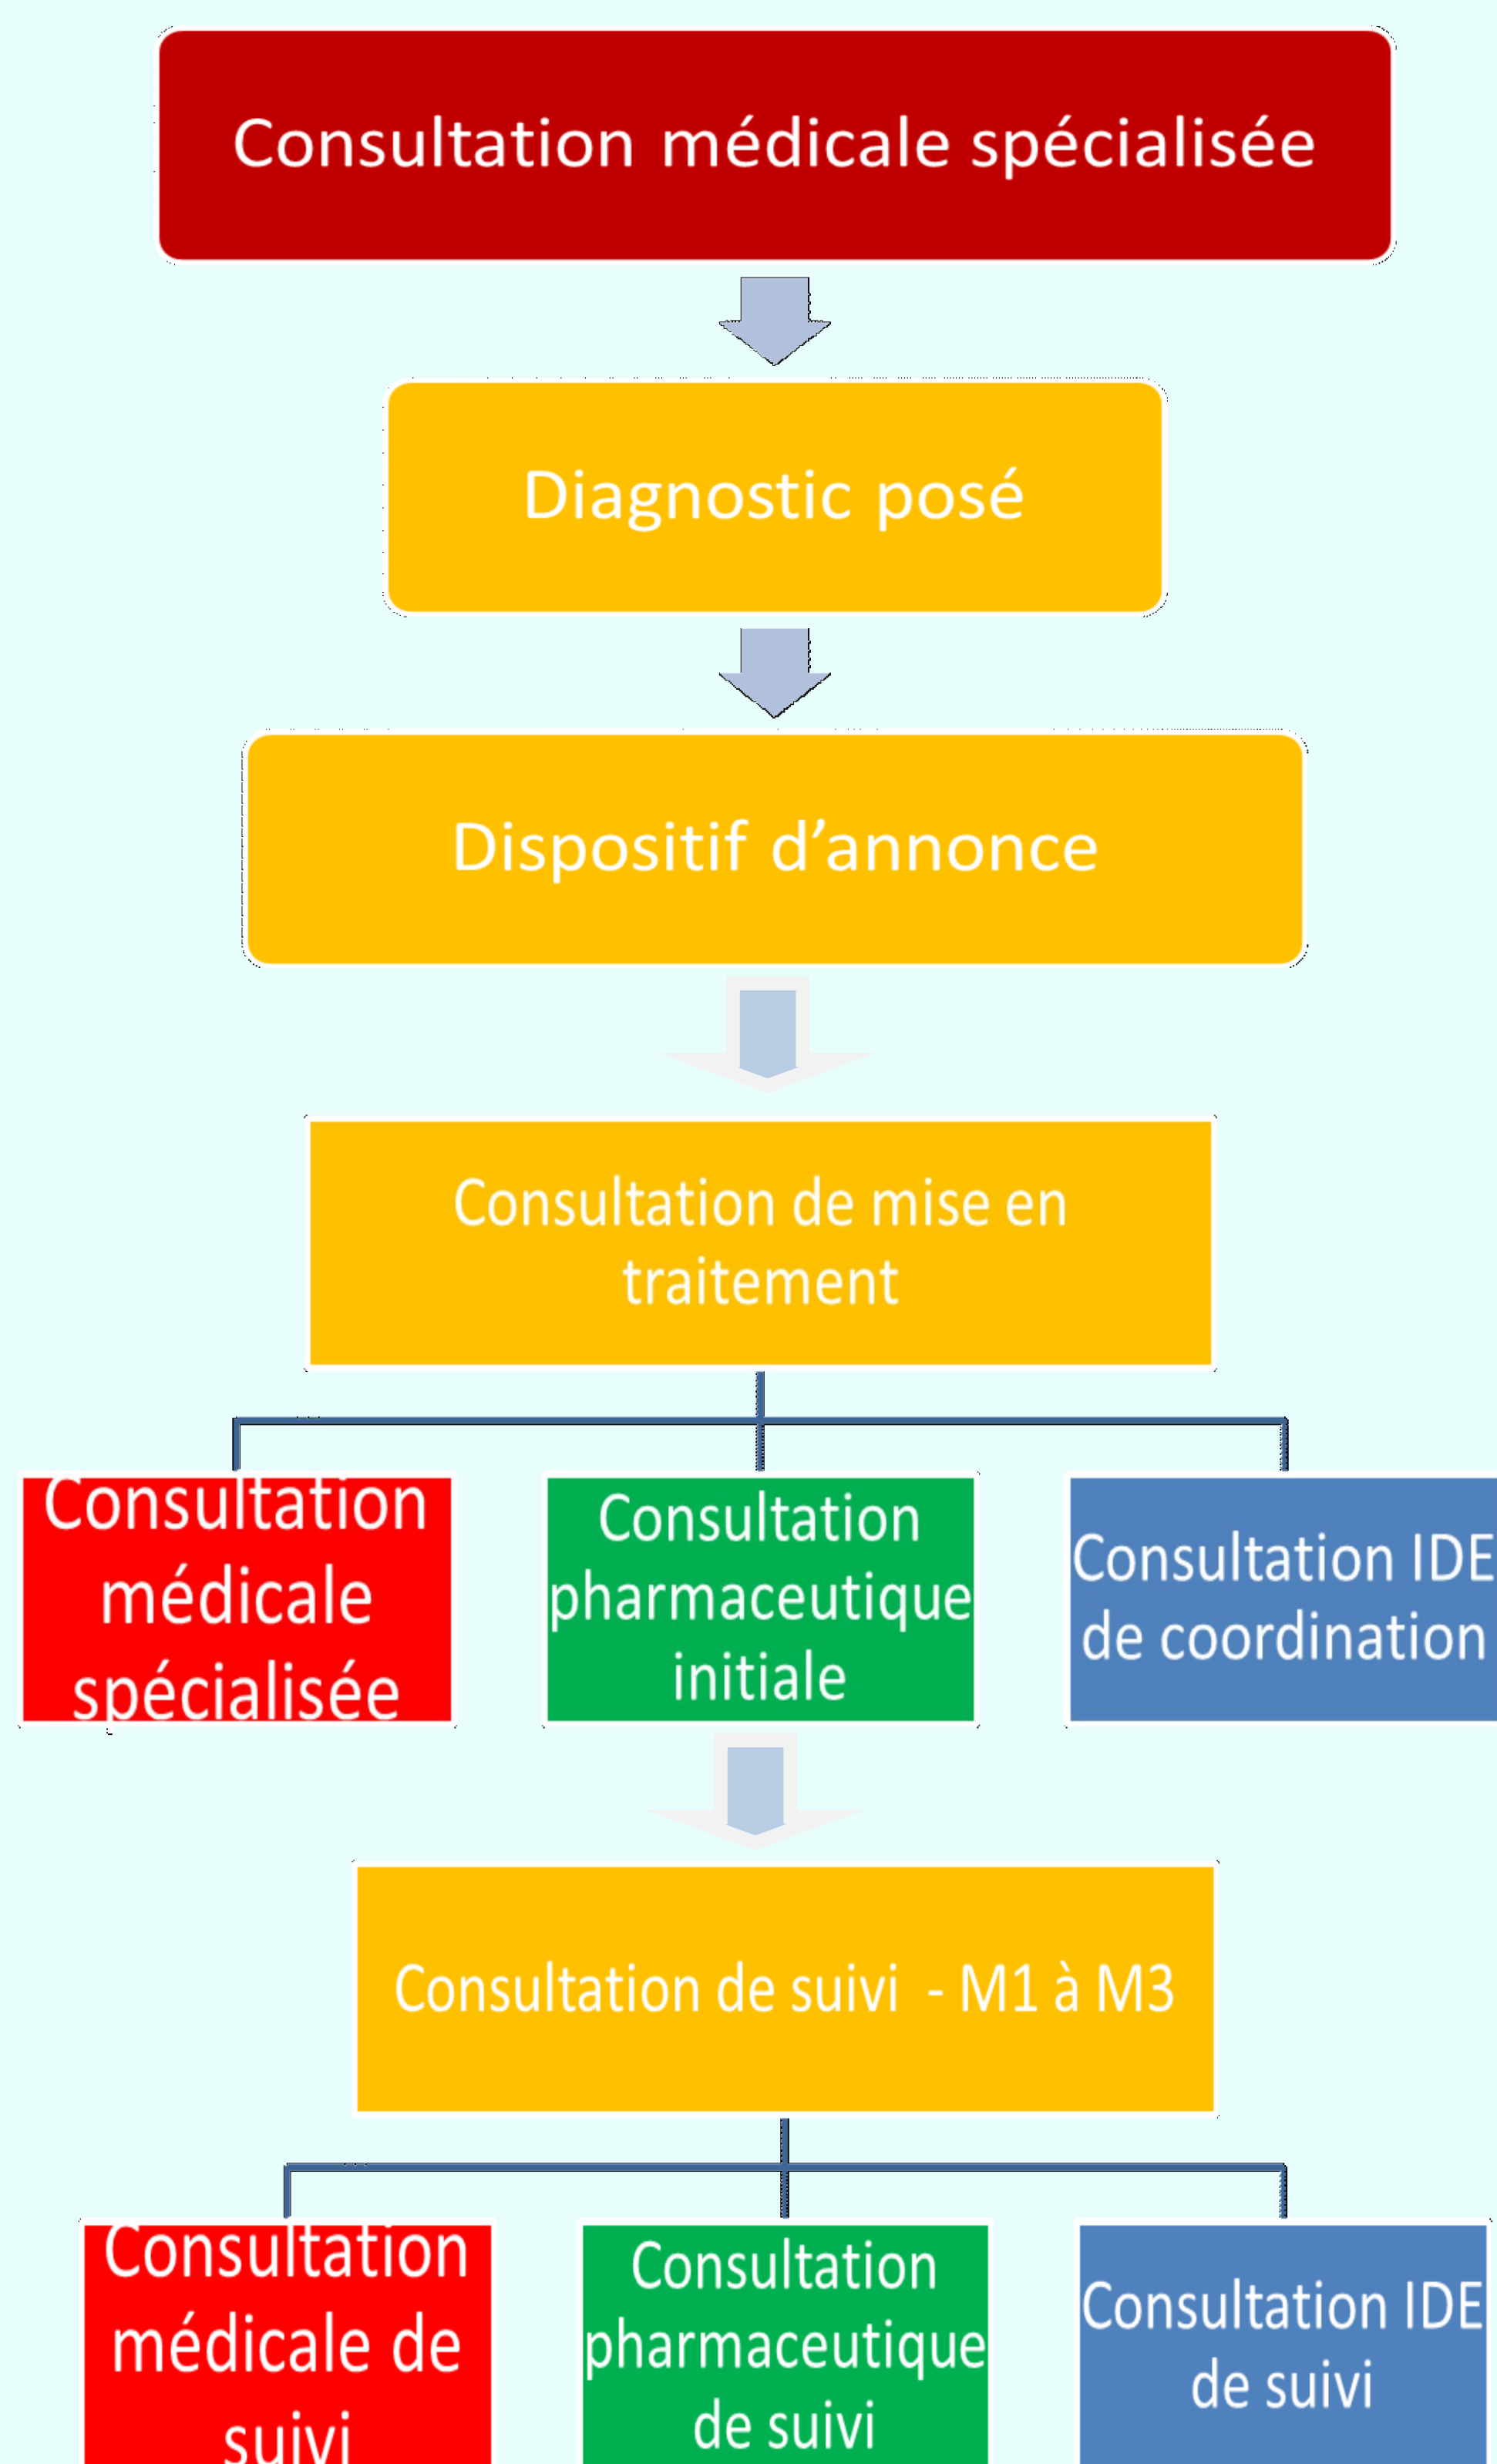 Consultation médicale spécialisée
Diagnostic posé
Dispositif d’annonce
Consultation de mise en
traitement
Consultation
médicale
spécialisée
Consultation
pharmaceutique
initiale
Consultation IDE
de coordination
Consultation de suivi - M1 à M3
Consultation
médicale de
suivi
Consultation
pharmaceutique
de suivi
Consultation IDE
de suivi